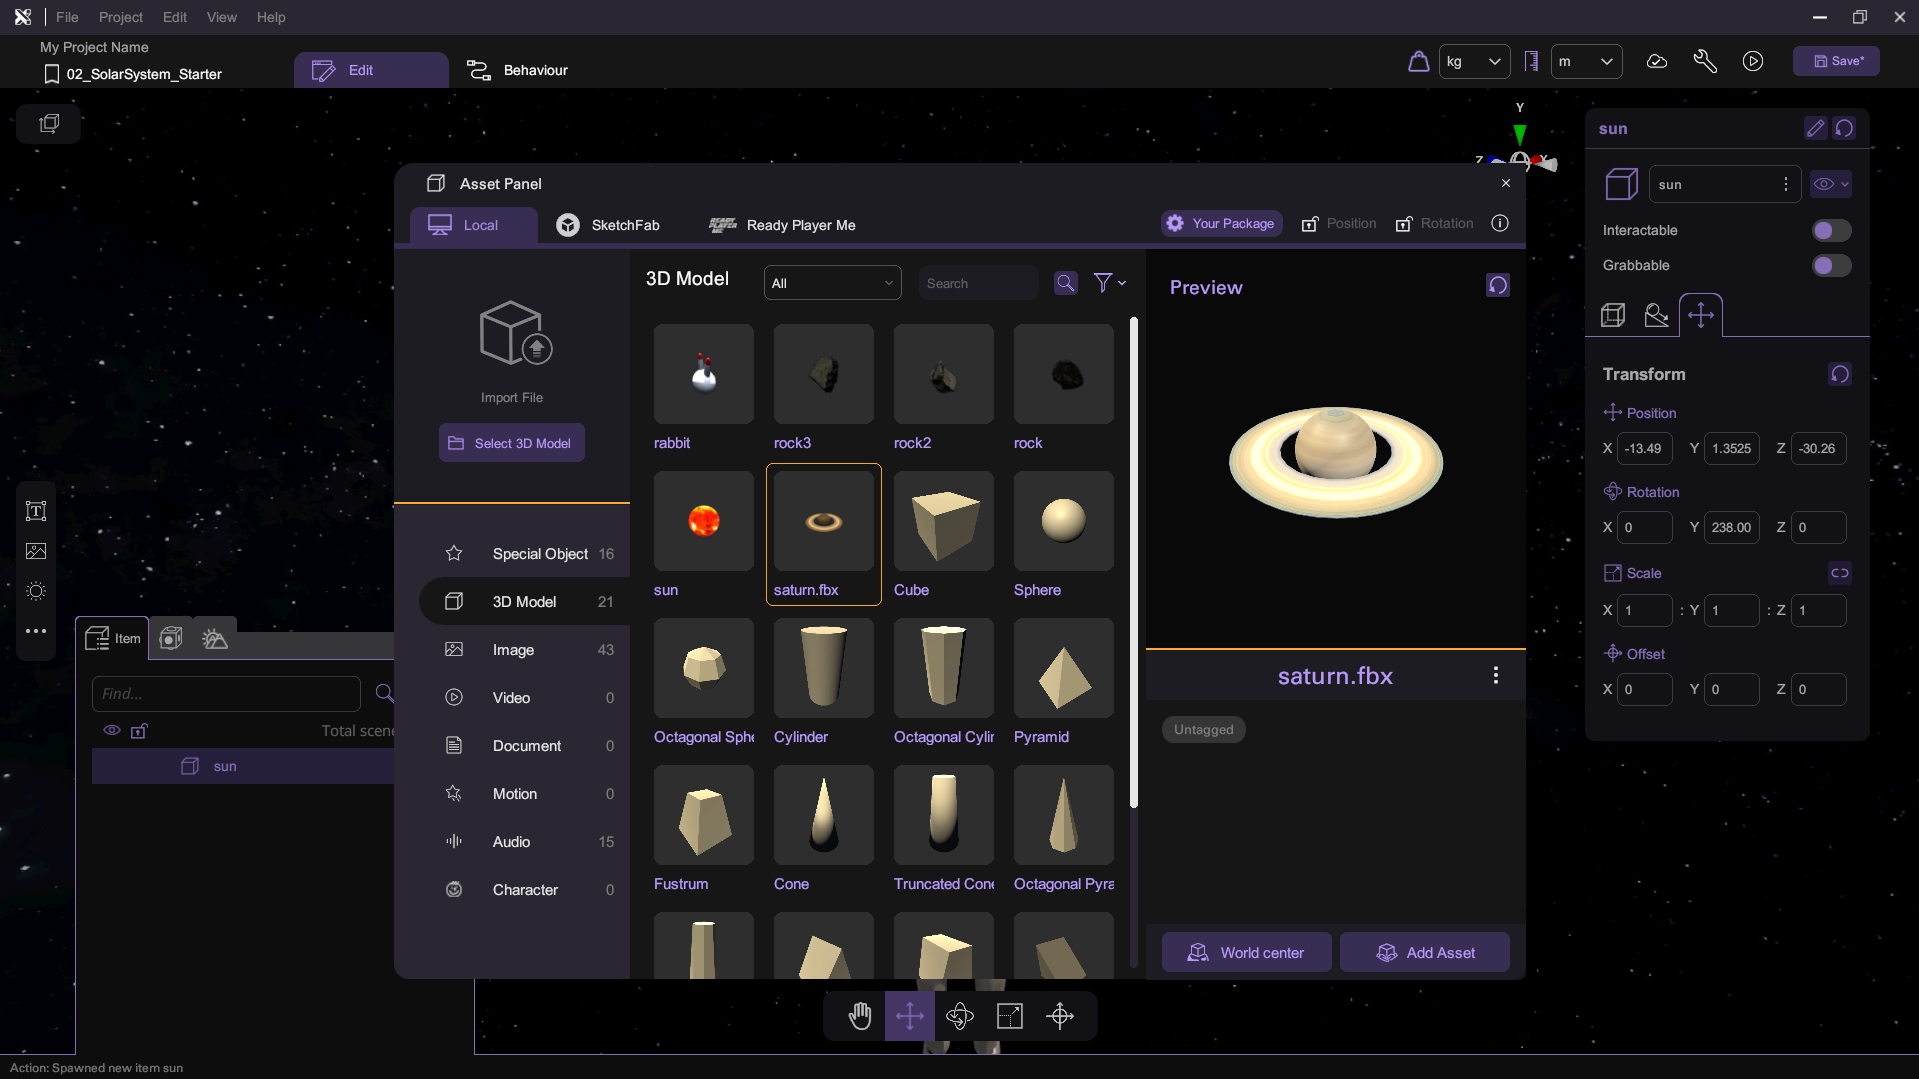 File Project Edit View Help
My Project Name
02_SolarSystem_Starter
Edit
Behaviour
kg
m
Save*
Y
Z
X
sun
sun
Interactable
Grabbable
Transform
Position
X -13.49 Y 1.3525 Z -30.26
Rotation
X 0 Y 238.00 Z 0
Scale
X 1 : Y 1 : Z 1
Offset
X 0 Y 0 Z 0
Asset Panel
Local
SketchFab
READY PLAYER ME
Ready Player Me
Your Package
Position
Rotation
Import File
Select 3D Model
Special Object 16
3D Model 21
Image 43
Video 0
Document 0
Motion 0
Audio 15
Character 0
3D Model
All
Search
rabbit rock3 rock2 rock
sun saturn.fbx Cube Sphere
Octagonal Sphe Cylinder Octagonal Cylin Pyramid
Fustrum Cone Truncated Cone Octagonal Pyra
Preview
saturn.fbx
Untagged
World center
Add Asset
T
Item
Find...
Total scene
sun
Action: Spawned new item sun